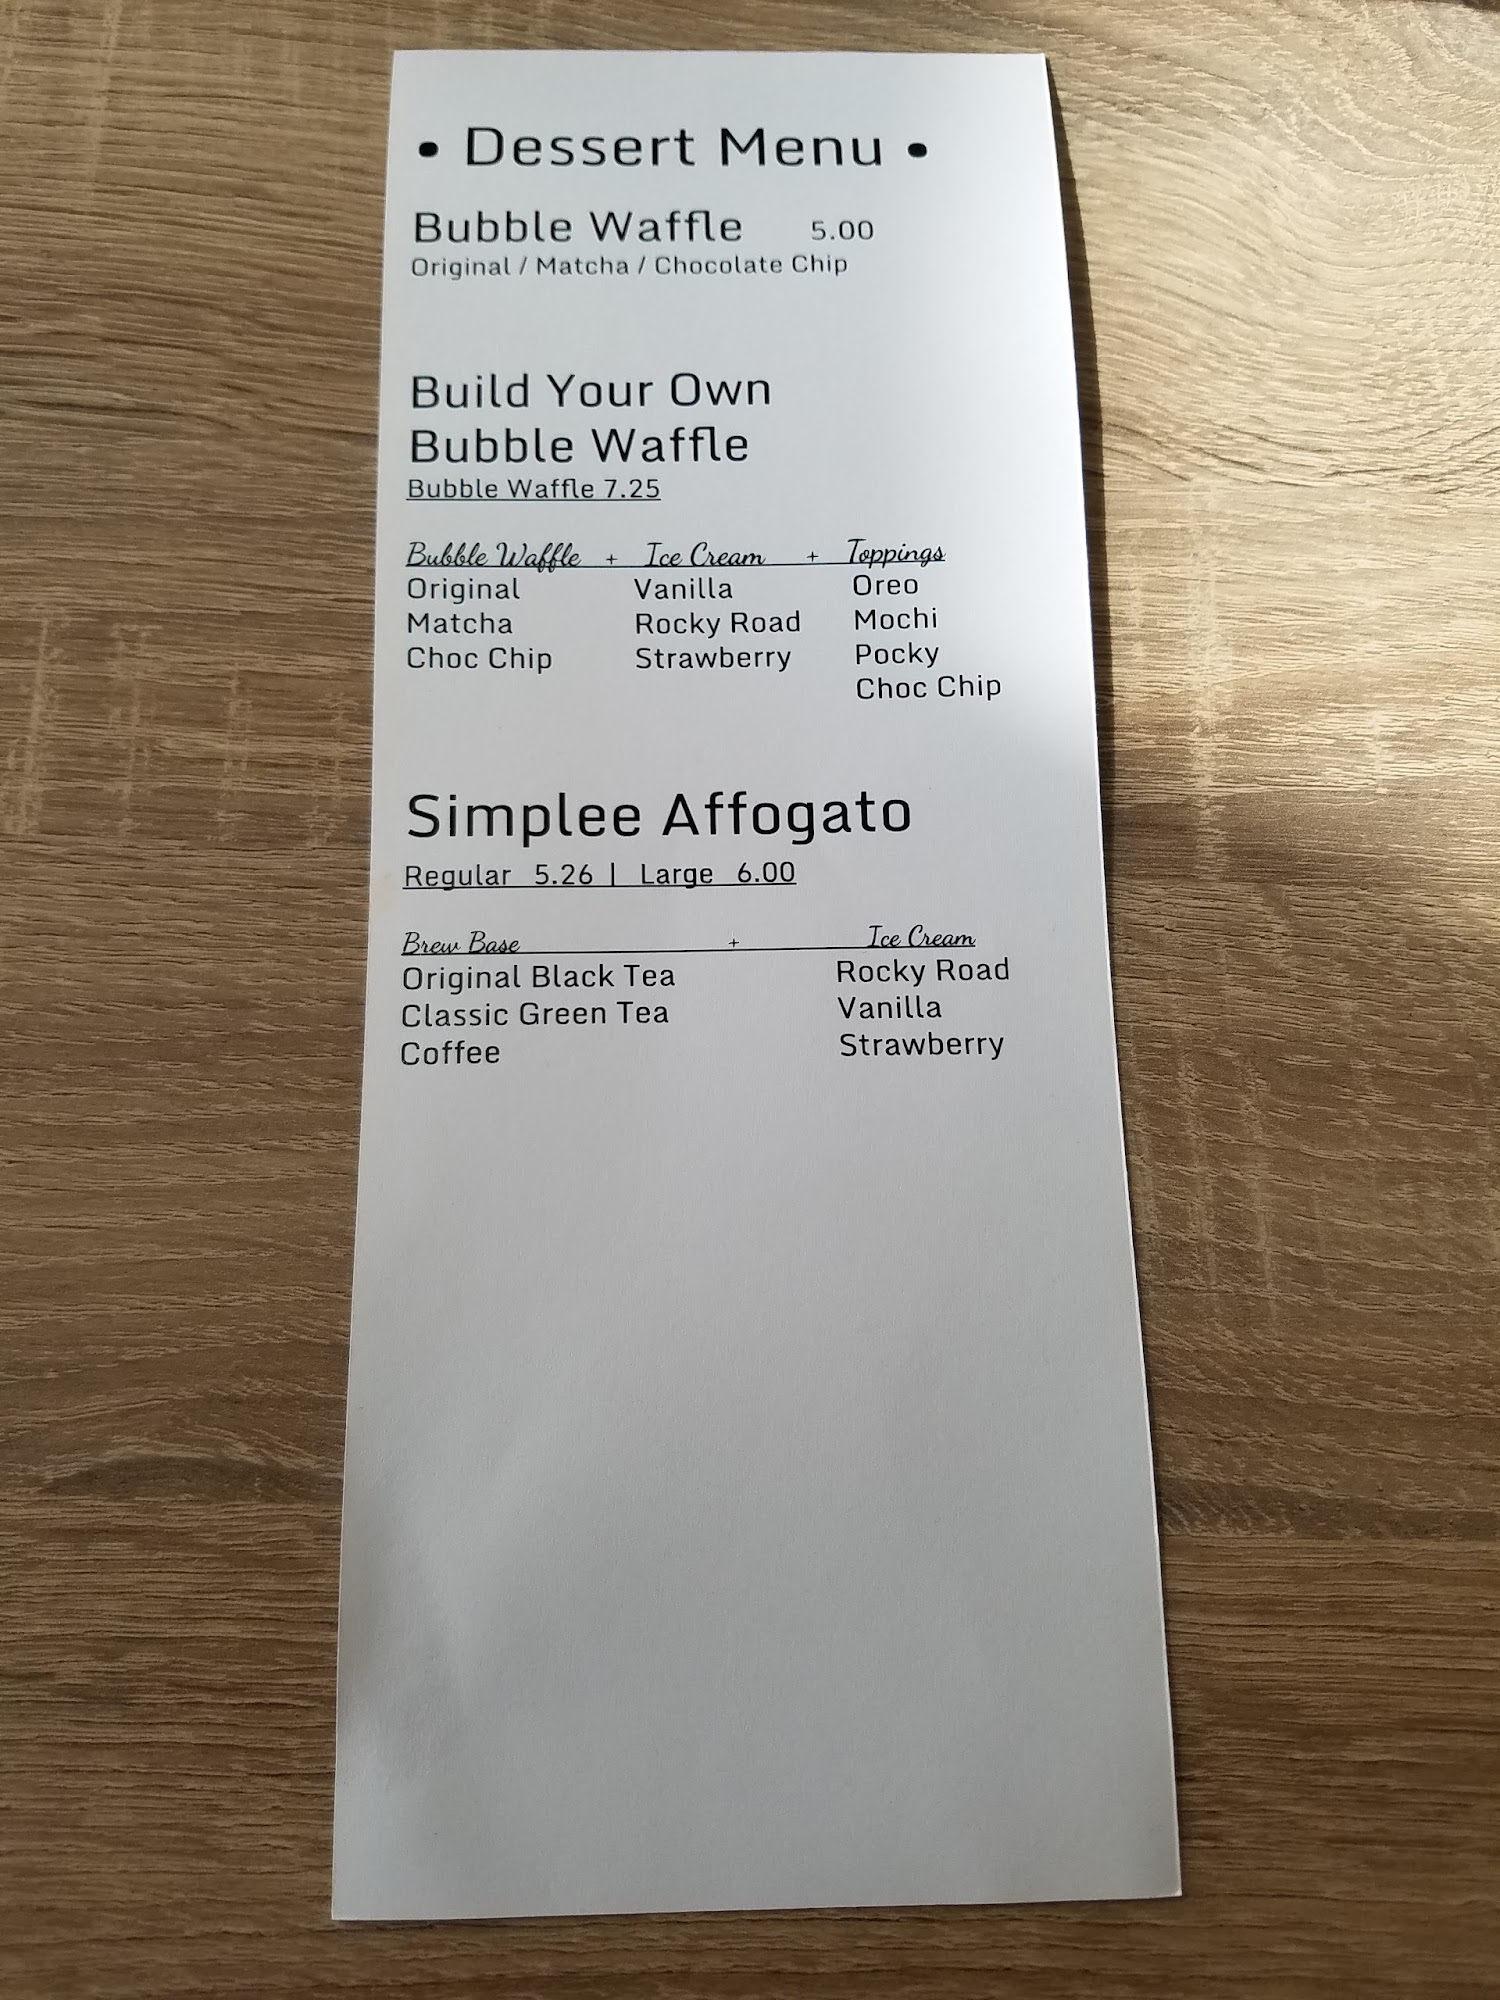 • Dessert Menu •
Bubble Waffle 5.00
Original / Matcha / Chocolate Chip
Build Your Own
Bubble Waffle
Bubble Waffle 7.25
Bubble Waffle + Ice Cream + Toppings
Original Vanilla Oreo
Matcha Rocky Road Mochi
Choc Chip Strawberry Pocky
Choc Chip
Simplee Affogato
Regular 5.26 | Large 6.00
Brew Base + Ice Cream
Original Black Tea Rocky Road
Classic Green Tea Vanilla
Coffee Strawberry